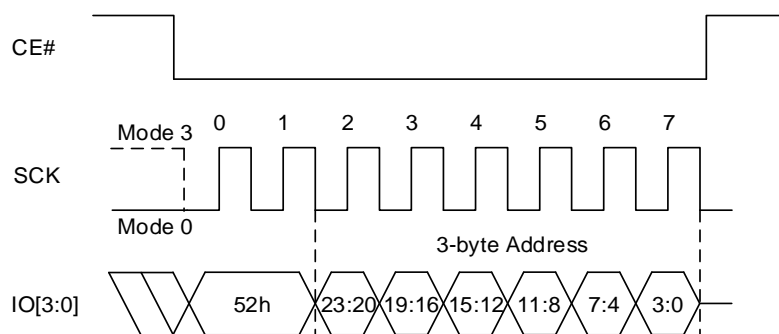 CE#
0 1 2 3 4 5 6 7
Mode 3
SCK
Mode 0
3-byte Address
IO[3:0] 52h 23:20 19:16 15:12 11:8 7:4 3:0